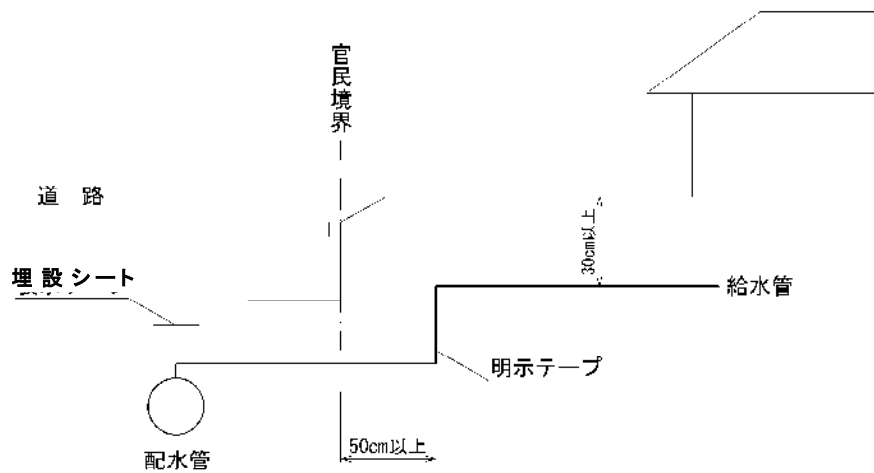 官民境界
道 路
30cm以上
埋設シート
給水管
明示テープ
50cm以上
配水管